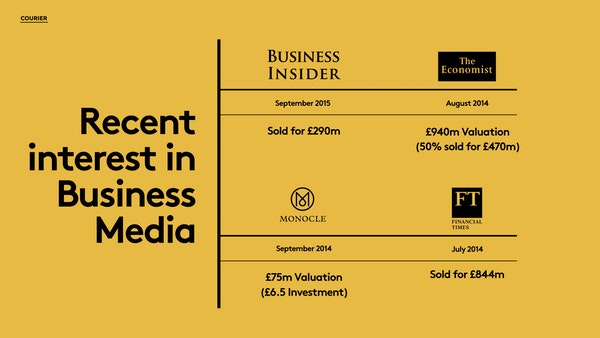 COURIER
Recent
interest in
Business
Media
BUSINESS
INSIDER
September 2015
Sold for £290m
The
Economist
August 2014
£940m Valuation
(50% sold for £470m)
MONOCLE
September 2014
£75m Valuation
(£6.5 Investment)
FT
FINANCIAL
TIMES
July 2014
Sold for £844m